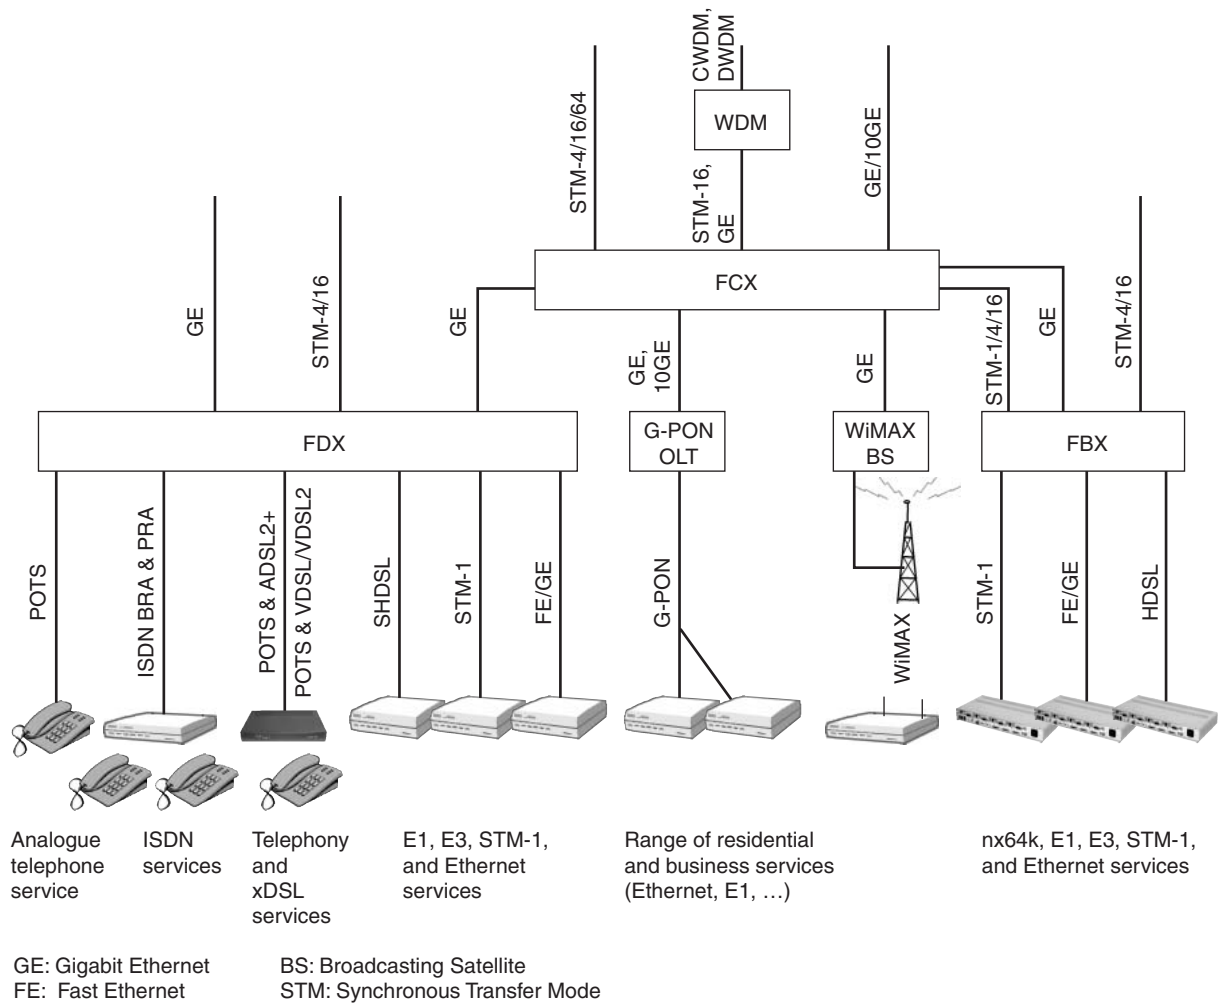 CWDM,
DWDM
WDM
STM-4/16/64
STM-16,
GE
GE/10GE
FCX
GE
STM-4/16
GE
GE,
10GE
GE
STM-1/4/16
GE
STM-4/16
FDX
G-PON
OLT
WiMAX
BS
FBX
POTS
ISDN BRA & PRA
POTS & ADSL2+
POTS & VDSL/VDSL2
SHDSL
STM-1
FE/GE
G-PON
WiMAX
STM-1
FE/GE
HDSL
Analogue
telephone
service
ISDN
services
Telephony
and
xDSL
services
E1, E3, STM-1,
and Ethernet
services
Range of residential
and business services
(Ethernet, E1, …)
nx64k, E1, E3, STM-1,
and Ethernet services
GE: Gigabit Ethernet
BS: Broadcasting Satellite
FE: Fast Ethernet
STM: Synchronous Transfer Mode